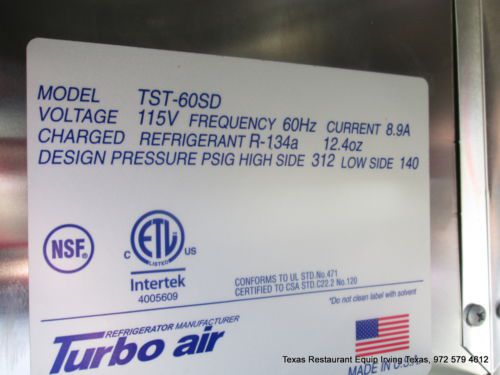 MODEL TST-60SD
VOLTAGE 115V FREQUENCY 60Hz CURRENT 8.9A
CHARGED REFRIGERANT R-134a 12.4oz
DESIGN PRESSURE PSIG HIGH SIDE 312 LOW SIDE 140
NSF®
C ETL US
LISTED
Intertek
4005609
CONFORMS TO UL STD.No.471
CERTIFIED TO CSA STD.C22.2 No.120
*Do not clean label with solvent
REFRIGERATOR MANUFACTURER
Turbo air
MADE IN U.S.A
Texas Restaurant Equip Irving Texas, 972 579 4612